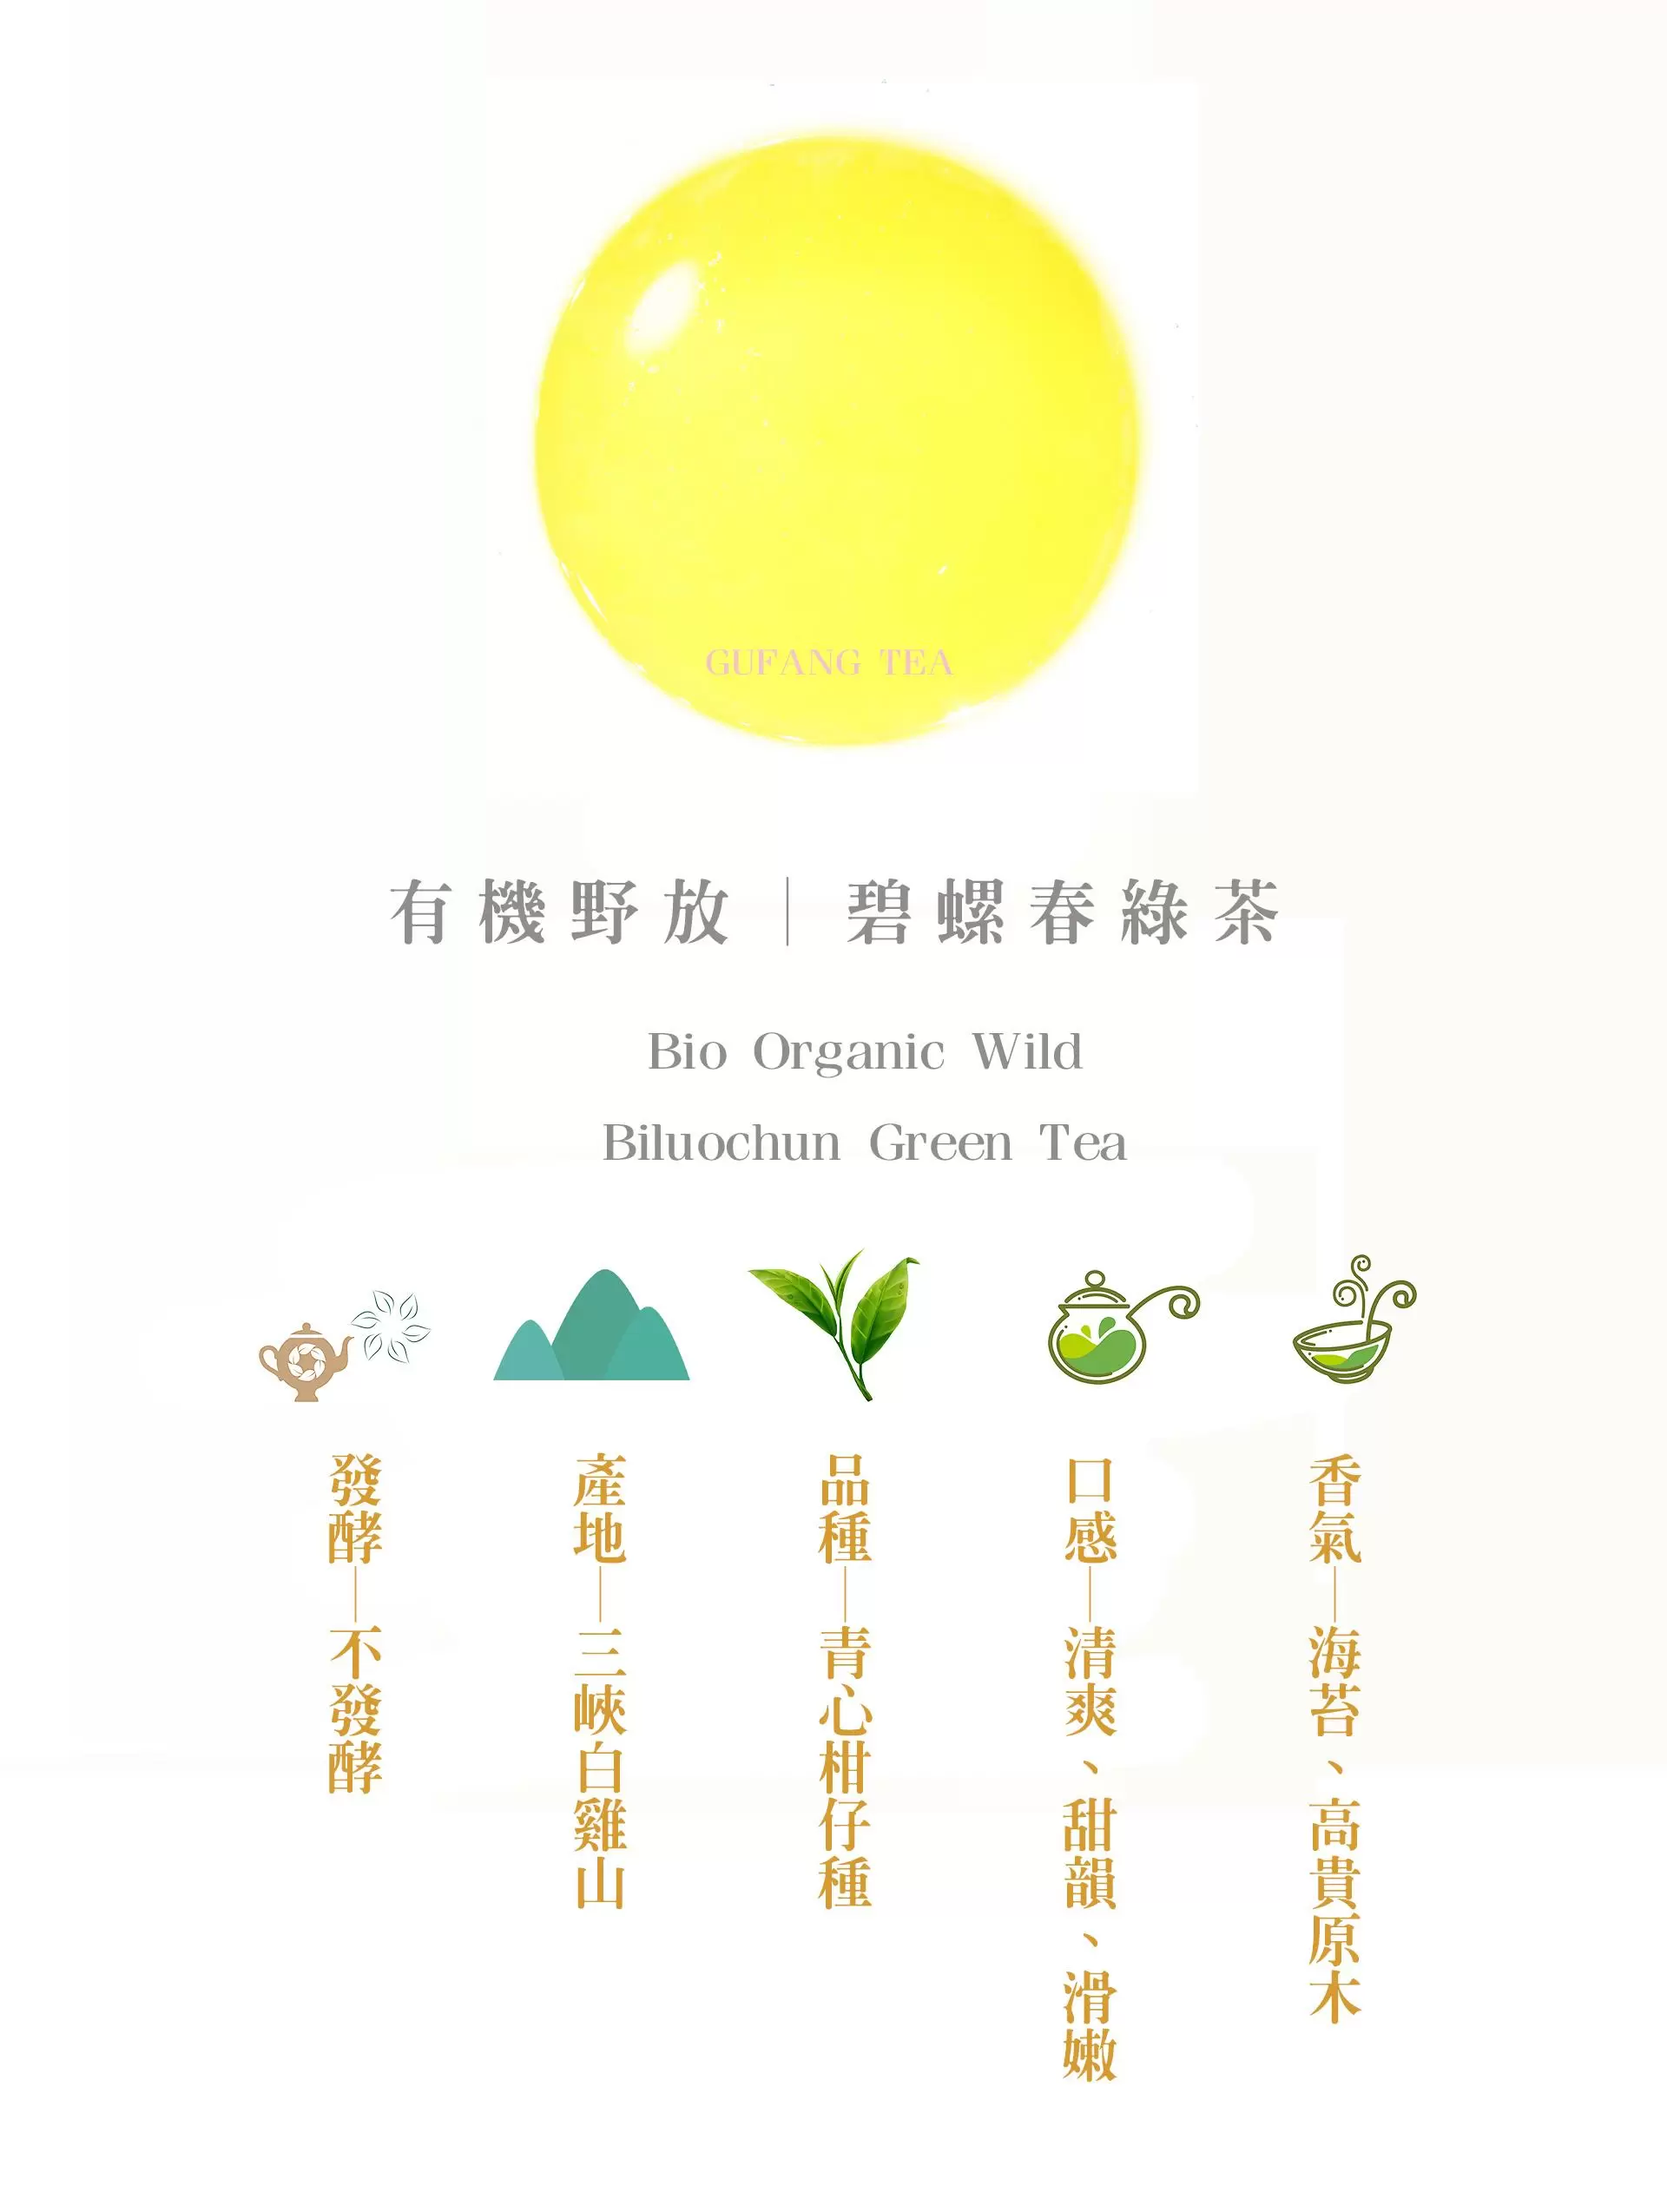 GUFANG TEA
有機野放｜碧螺春綠茶
Bio Organic Wild
Biluochun Green Tea
香氣—海苔、高貴原木
口感—清爽、甜韻、滑嫩
品種—青心柑仔種
產地—三峽白雞山
發酵—不發酵